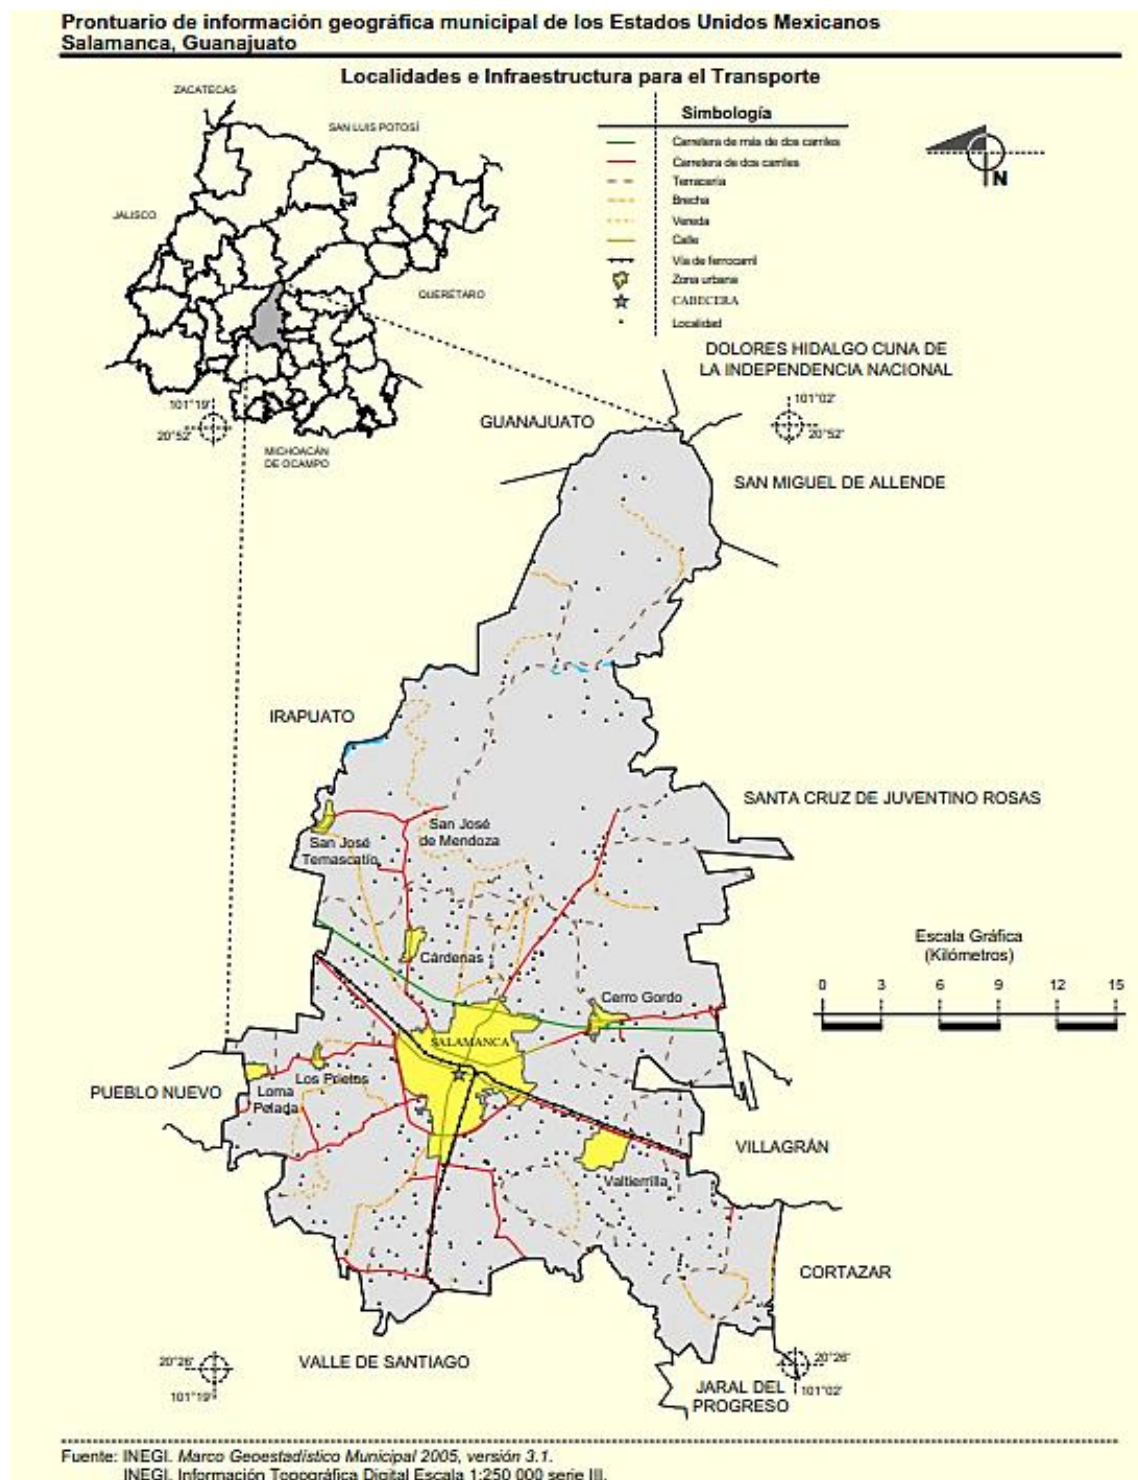 Prontuario de información geográfica municipal de los Estados Unidos Mexicanos
Salamanca, Guanajuato
Localidades e Infraestructura para el Transporte
ZACATECAS
SAN LUIS POTOSÍ
JALISCO
QUERÉTARO
MICHOACÁN
DE OCAMPO
Simbología
Carretera de más de dos carriles
Carretera de dos carriles
Terracería
Brecha
Vereda
Calle
Vía de ferrocarril
Zona urbana
CABECERA
Localidad
N
101°19'
20°52'
101°02'
20°52'
DOLORES HIDALGO CUNA DE
LA INDEPENDENCIA NACIONAL
GUANAJUATO
SAN MIGUEL DE ALLENDE
IRAPUATO
SANTA CRUZ DE JUVENTINO ROSAS
San José
Temascatío
San José
de Mendoza
Cárdenas
Cerro Gordo
SALAMANCA
Escala Gráfica
(Kilómetros)
0 3 6 9 12 15
PUEBLO NUEVO
Loma
Pelada
Los Prietos
VILLAGRÁN
Valtierrilla
CORTAZAR
VALLE DE SANTIAGO
JARAL DEL
PROGRESO
20°26'
101°19'
20°26'
101°02'
Fuente: INEGI. Marco Geoestadístico Municipal 2005, versión 3.1.
INEGI. Información Topográfica Digital Escala 1:250 000 serie III.